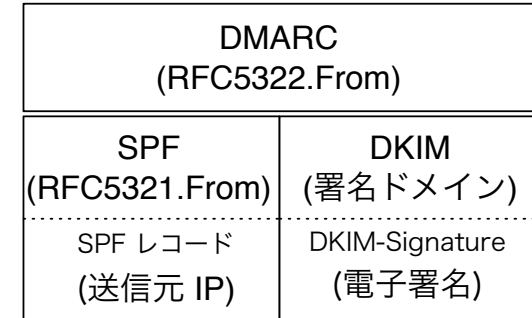 DMARC
(RFC5322.From)
SPF
(RFC5321.From)
SPF レコード
(送信元 IP)
DKIM
(署名ドメイン)
DKIM-Signature
(電子署名)